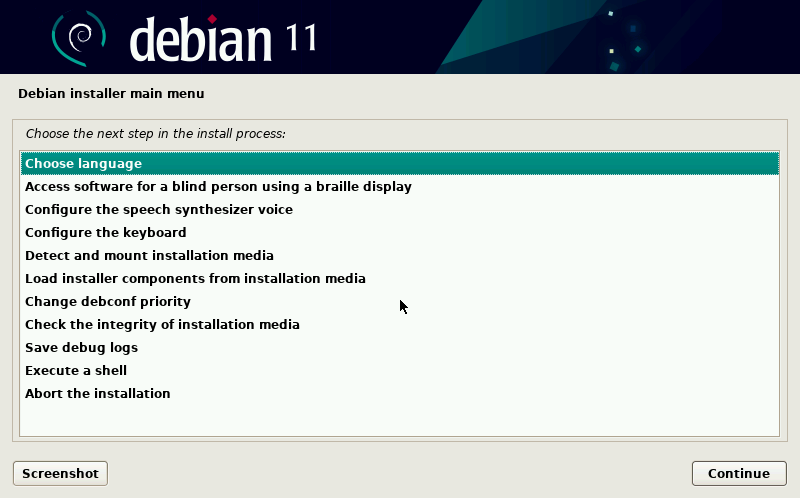 debian 11
Debian installer main menu
Choose the next step in the install process:
Choose language
Access software for a blind person using a braille display
Configure the speech synthesizer voice
Configure the keyboard
Detect and mount installation media
Load installer components from installation media
Change debconf priority
Check the integrity of installation media
Save debug logs
Execute a shell
Abort the installation
Screenshot
Continue